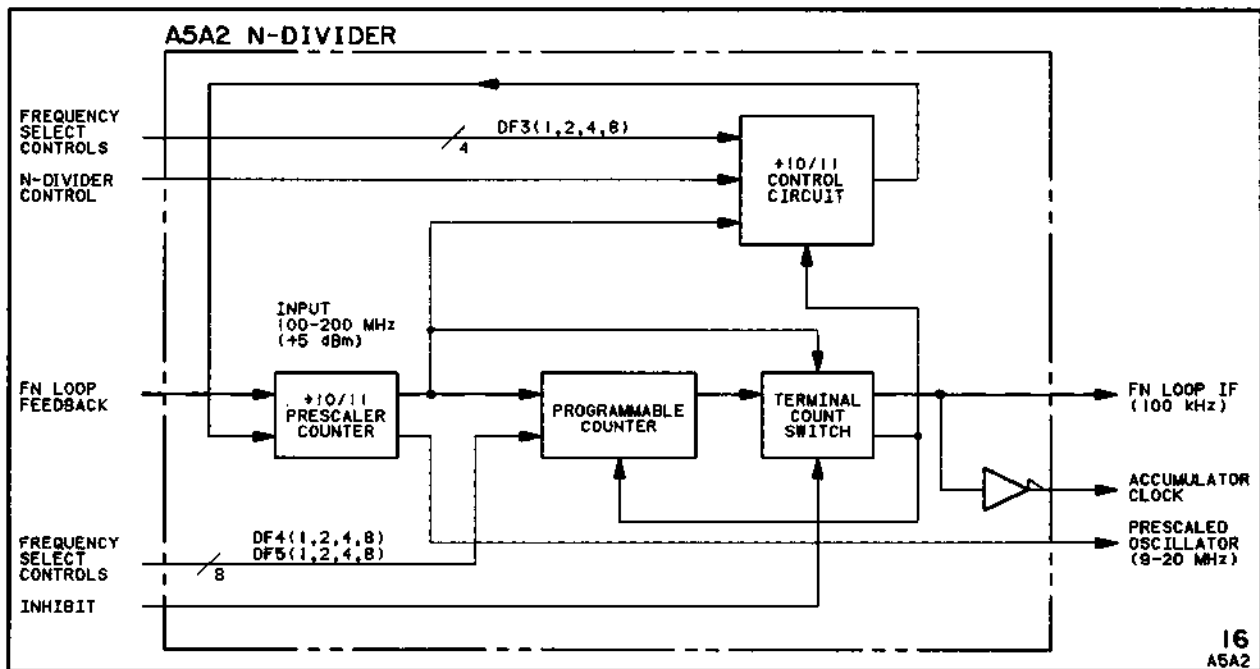 A5A2 N-DIVIDER
FREQUENCY
SELECT
CONTROLS
4
DF3(1,2,4,8)
N-DIVIDER
CONTROL
÷10/11
CONTROL
CIRCUIT
INPUT
100-200 MHz
(+5 dBm)
FN LOOP
FEEDBACK
÷10/11
PRESCALER
COUNTER
PROGRAMMABLE
COUNTER
TERMINAL
COUNT
SWITCH
FN LOOP IF
(100 kHz)
ACCUMULATOR
CLOCK
PRESCALED
OSCILLATOR
(9-20 MHz)
FREQUENCY
SELECT
CONTROLS
8
DF4(1,2,4,8)
DF5(1,2,4,8)
INHIBIT
16
A5A2